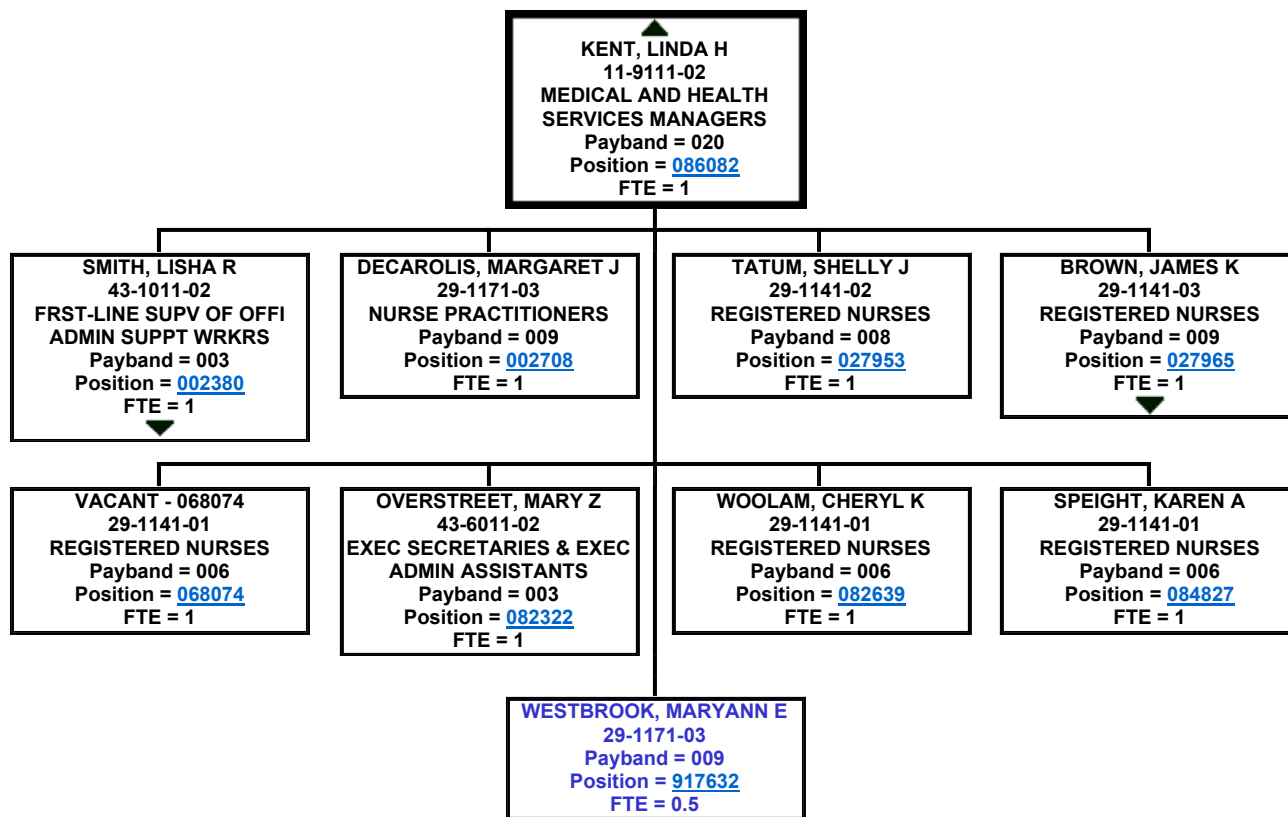 KENT, LINDA H
11-9111-02
MEDICAL AND HEALTH
SERVICES MANAGERS
Payband = 020
Position = 086082
FTE = 1
SMITH, LISHA R
43-1011-02
FRST-LINE SUPV OF OFFI
ADMIN SUPPT WRKRS
Payband = 003
Position = 002380
FTE = 1
DECAROLIS, MARGARET J
29-1171-03
NURSE PRACTITIONERS
Payband = 009
Position = 002708
FTE = 1
TATUM, SHELLY J
29-1141-02
REGISTERED NURSES
Payband = 008
Position = 027953
FTE = 1
BROWN, JAMES K
29-1141-03
REGISTERED NURSES
Payband = 009
Position = 027965
FTE = 1
VACANT - 068074
29-1141-01
REGISTERED NURSES
Payband = 006
Position = 068074
FTE = 1
OVERSTREET, MARY Z
43-6011-02
EXEC SECRETARIES & EXEC
ADMIN ASSISTANTS
Payband = 003
Position = 082322
FTE = 1
WOOLAM, CHERYL K
29-1141-01
REGISTERED NURSES
Payband = 006
Position = 082639
FTE = 1
SPEIGHT, KAREN A
29-1141-01
REGISTERED NURSES
Payband = 006
Position = 084827
FTE = 1
WESTBROOK, MARYANN E
29-1171-03
Payband = 009
Position = 917632
FTE = 0.5